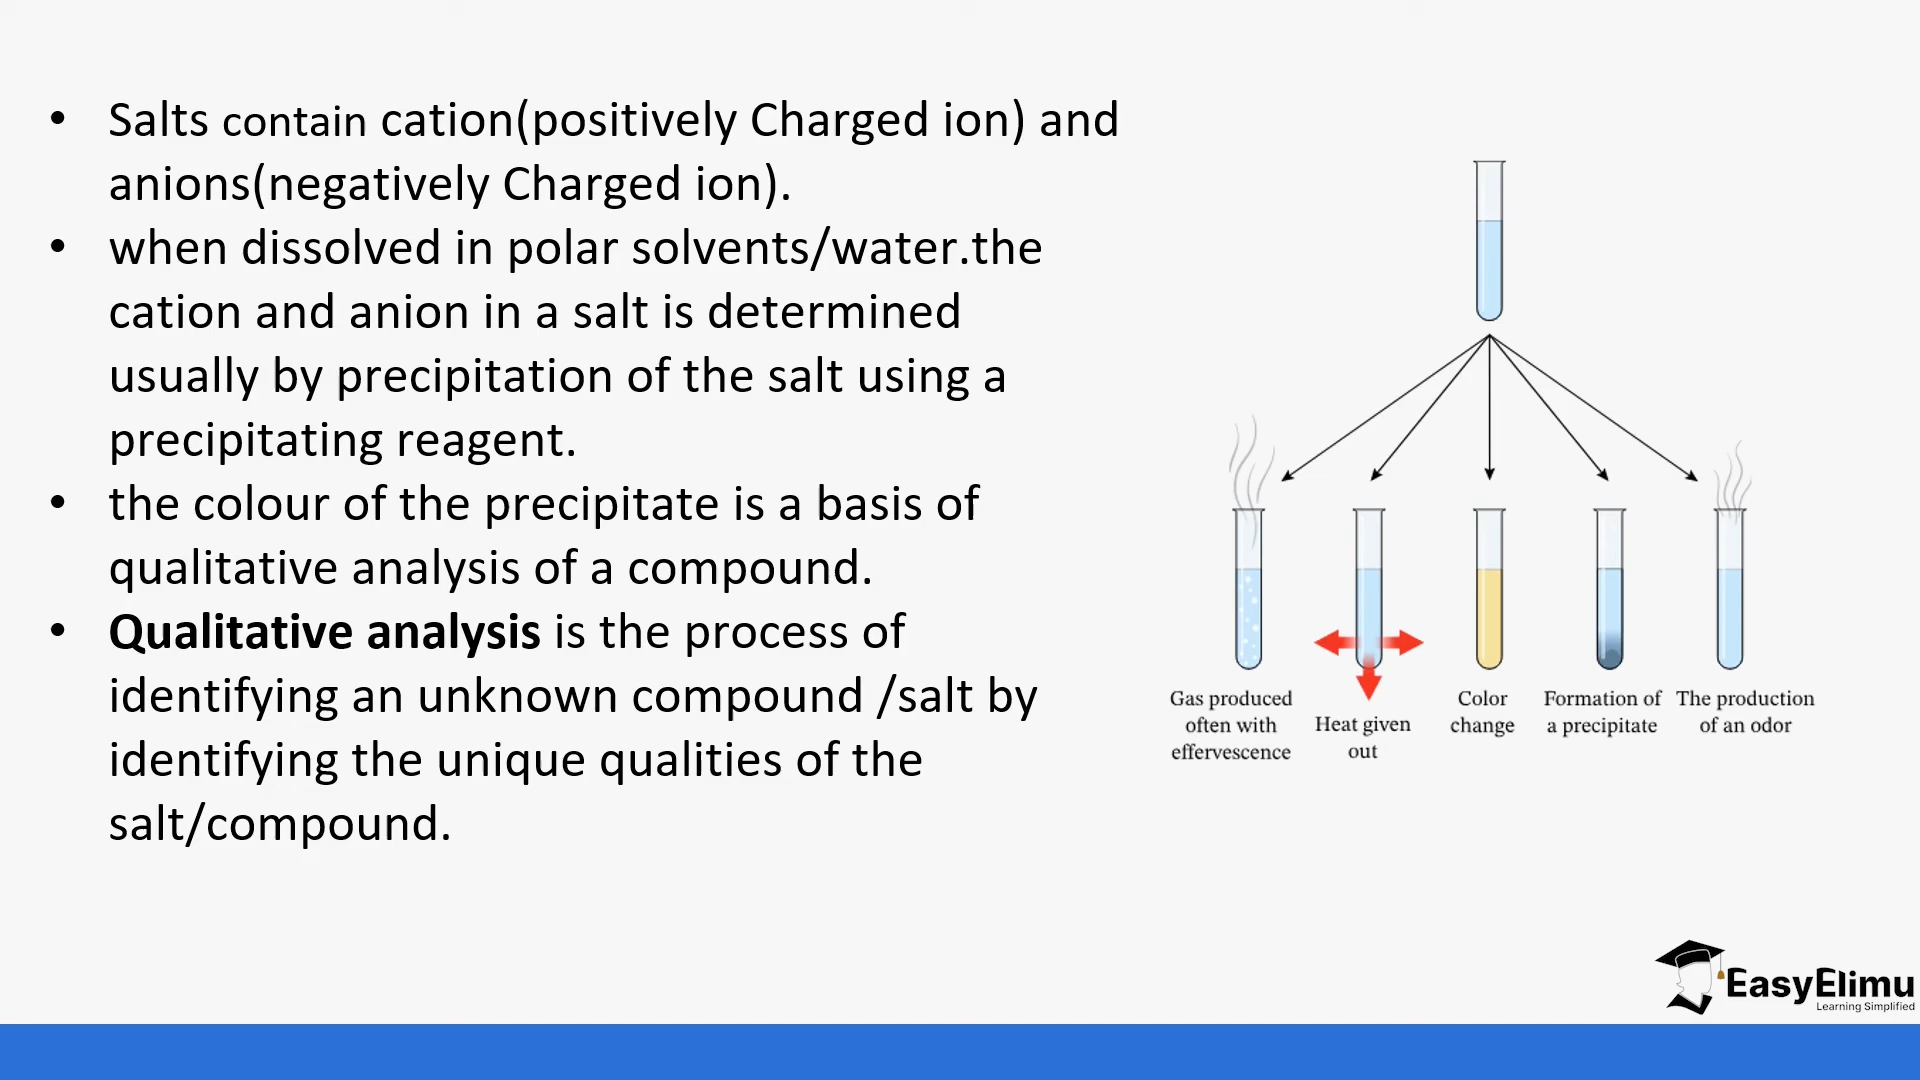 • Salts contain cation(positively Charged ion) and
anions(negatively Charged ion).
• when dissolved in polar solvents/water.the
cation and anion in a salt is determined
usually by precipitation of the salt using a
precipitating reagent.
• the colour of the precipitate is a basis of
qualitative analysis of a compound.
• Qualitative analysis is the process of
identifying an unknown compound /salt by
identifying the unique qualities of the
salt/compound.
Gas produced
often with
effervescence
Heat given
out
Color
change
Formation of
a precipitate
The production
of an odor
EasyElimu
Learning Simplified